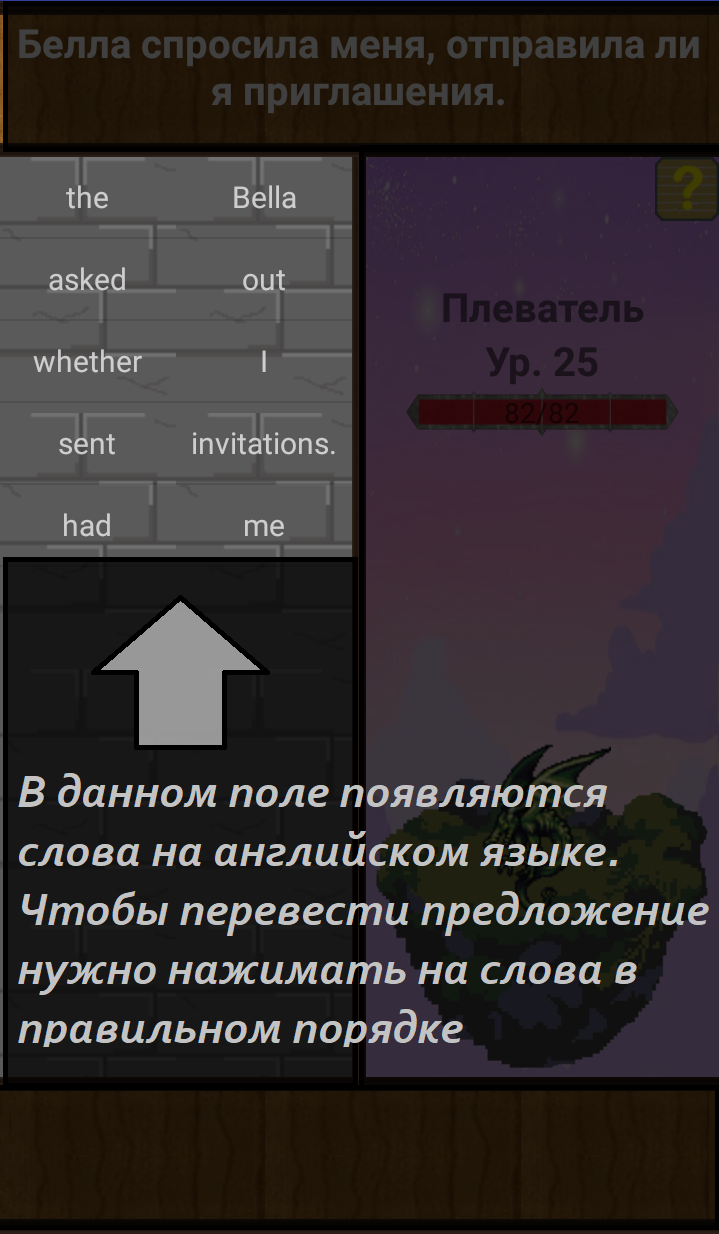 Белла спросила меня, отправила ли
я приглашения.
the Bella
asked out
whether I
sent invitations.
had me
?
Плеватель
Ур. 25
82/82
В данном поле появляются
слова на английском языке.
Чтобы перевести предложение
нужно нажимать на слова в
правильном порядке